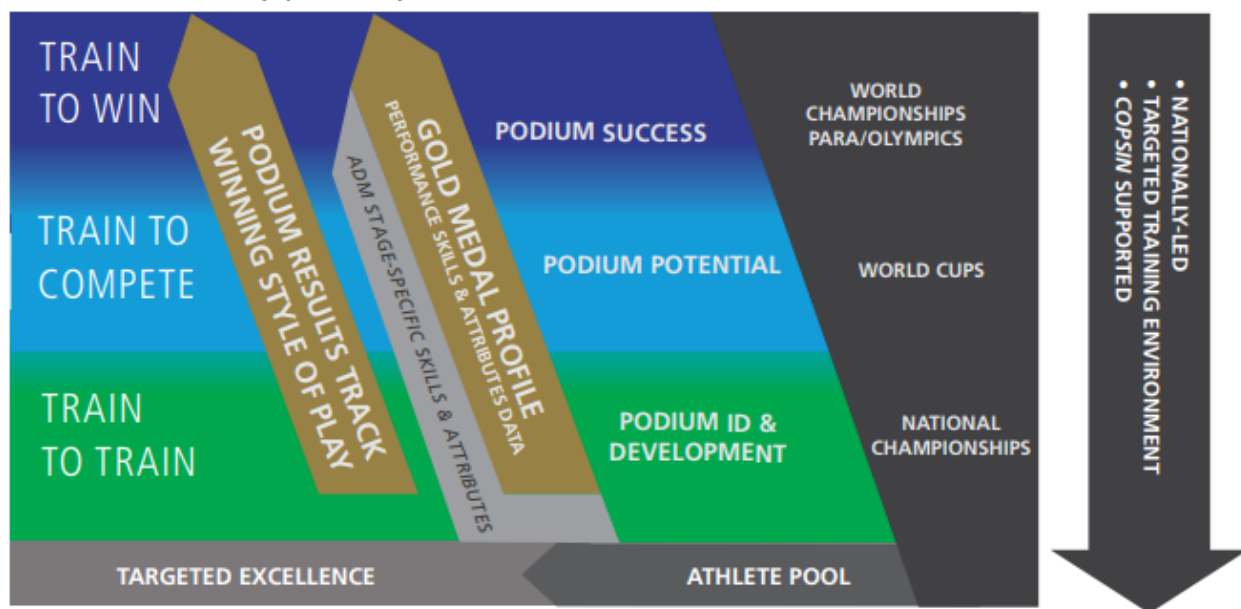 TRAIN
TO WIN
PODIUM RESULTS TRACK
WINNING STYLE OF PLAY
ADM STAGE-SPECIFIC SKILLS & ATTRIBUTES
GOLD MEDAL PROFILE
PERFORMANCE SKILLS & ATTRIBUTES DATA
PODIUM SUCCESS
WORLD
CHAMPIONSHIPS
PARA/OLYMPICS
TRAIN TO
COMPETE
PODIUM POTENTIAL
WORLD CUPS
TRAIN
TO TRAIN
PODIUM ID &
DEVELOPMENT
NATIONAL
CHAMPIONSHIPS
TARGETED EXCELLENCE
ATHLETE POOL
• NATIONALLY-LED
• TARGETED TRAINING ENVIRONMENT
• COPSIN SUPPORTED